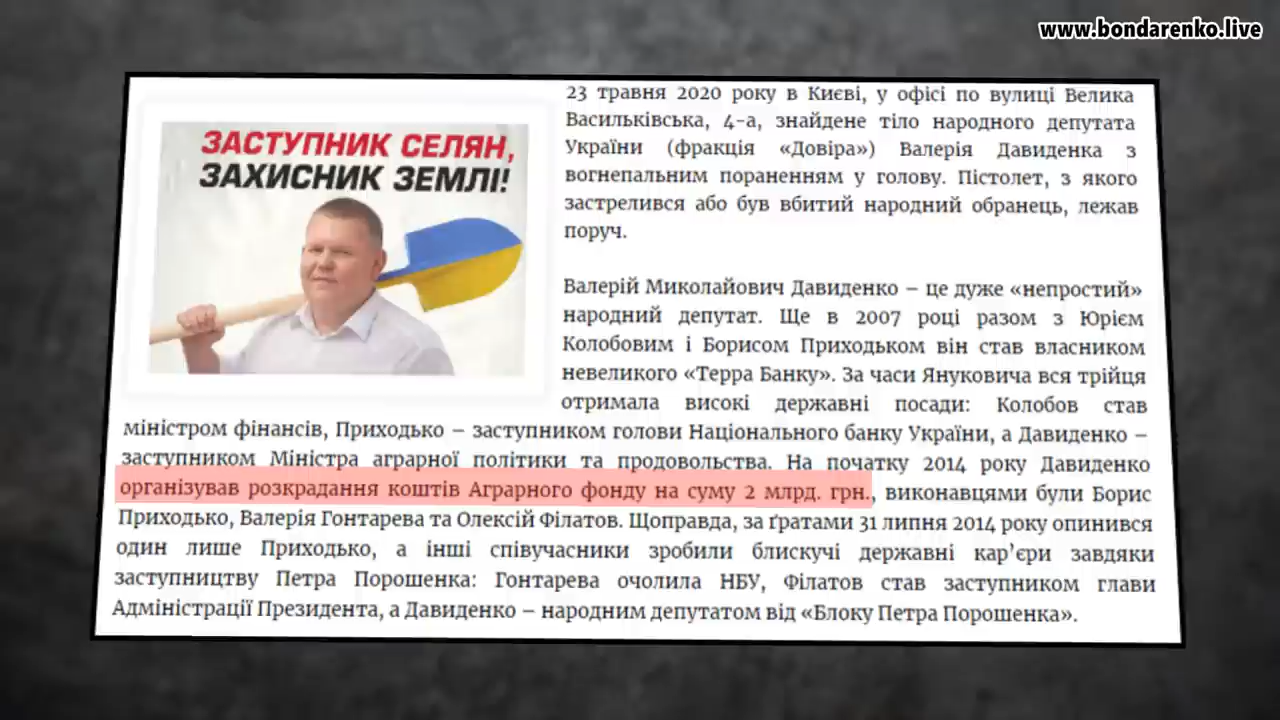 www.bondarenko.live
ЗАСТУПНИК СЕЛЯН,
ЗАХИСНИК ЗЕМЛІ!
23 травня 2020 року в Києві, у офісі по вулиці Велика
Васильківська, 4-а, знайдене тіло народного депутата
України (фракція «Довіра») Валерія Давиденка з
вогнепальним пораненням у голову. Пістолет, з якого
застрелився або був вбитий народний обранець, лежав
поруч.
Валерій Миколайович Давиденко – це дуже «непростий»
народний депутат. Ще в 2007 році разом з Юрієм
Колобовим і Борисом Приходьком він став власником
невеликого «Терра Банку». За часи Януковича вся трійця
отримала високі державні посади: Колобов став
міністром фінансів, Приходько – заступником голови Національного банку України, а Давиденко –
заступником Міністра аграрної політики та продовольства. На початку 2014 року Давиденко
організував розкрадання коштів Аграрного фонду на суму 2 млрд. грн., виконавцями були Борис
Приходько, Валерія Гонтарева та Олексій Філатов. Щоправда, за ґратами 31 липня 2014 року опинився
один лише Приходько, а інші співучасники зробили блискучі державні кар’єри завдяки
заступництву Петра Порошенка: Гонтарева очолила НБУ, Філатов став заступником глави
Адміністрації Президента, а Давиденко – народним депутатом від «Блоку Петра Порошенка».